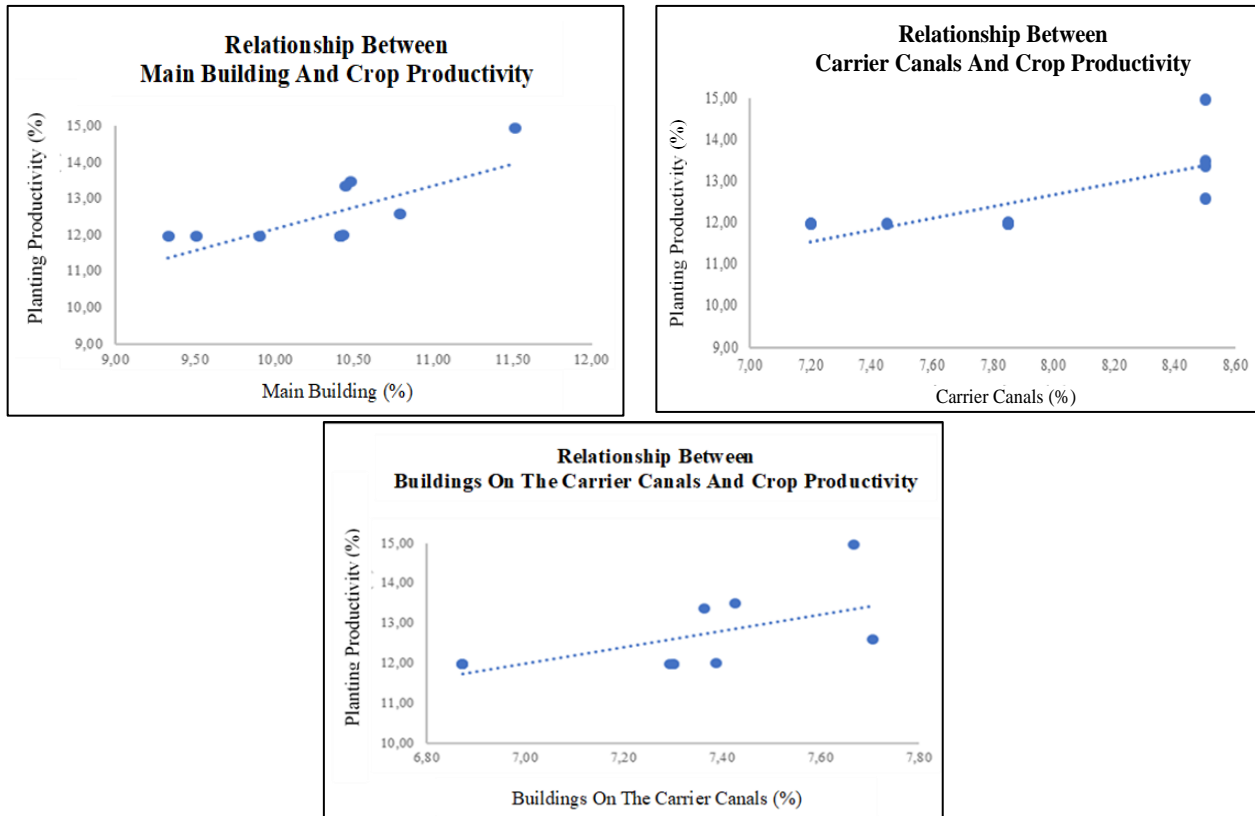 Relationship Between
Main Building And Crop Productivity
Planting Productivity (%)
15,00
14,00
13,00
12,00
11,00
10,00
9,00
9,00 9,50 10,00 10,50 11,00 11,50 12,00
Main Building (%)
Relationship Between
Carrier Canals And Crop Productivity
Planting Productivity (%)
15,00
14,00
13,00
12,00
11,00
10,00
9,00
7,00 7,20 7,40 7,60 7,80 8,00 8,20 8,40 8,60
Carrier Canals (%)
Relationship Between
Buildings On The Carrier Canals And Crop Productivity
Planting Productivity (%)
15,00
14,00
13,00
12,00
11,00
10,00
6,80 7,00 7,20 7,40 7,60 7,80
Buildings On The Carrier Canals (%)